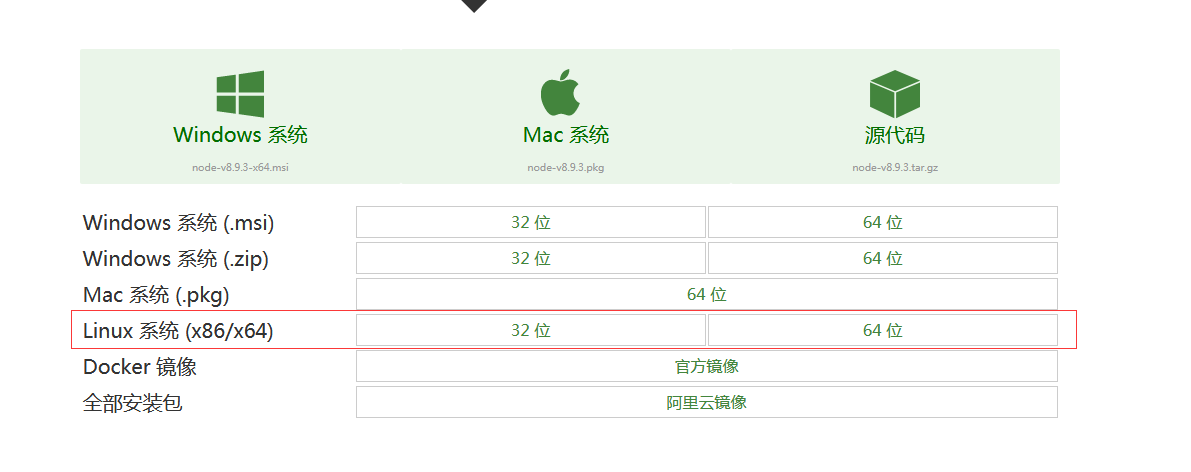 Windows 系统 Mac 系统 源代码
node-v8.9.3-x64.msi node-v8.9.3.pkg node-v8.9.3.tar.gz
Windows 系统 (.msi) 32 位 64 位
Windows 系统 (.zip) 32 位 64 位
Mac 系统 (.pkg) 64 位
Linux 系统 (x86/x64) 32 位 64 位
Docker 镜像 官方镜像
全部安装包 阿里云镜像